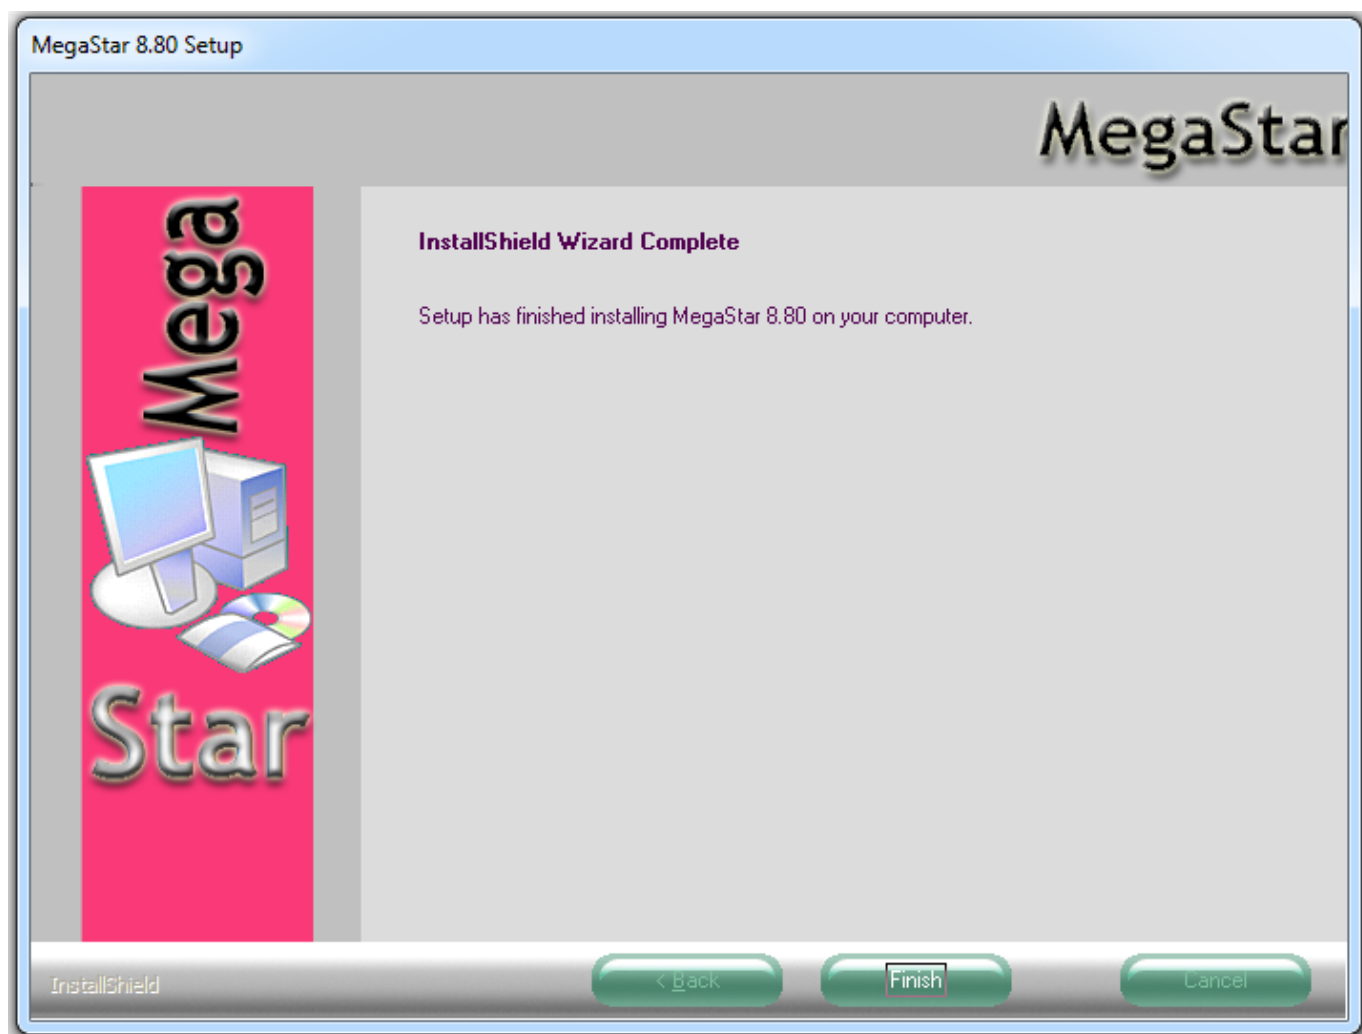 MegaStar 8.80 Setup
MegaStar
Mega
Star
InstallShield Wizard Complete
Setup has finished installing MegaStar 8.80 on your computer.
InstallShield
< Back
Finish
Cancel